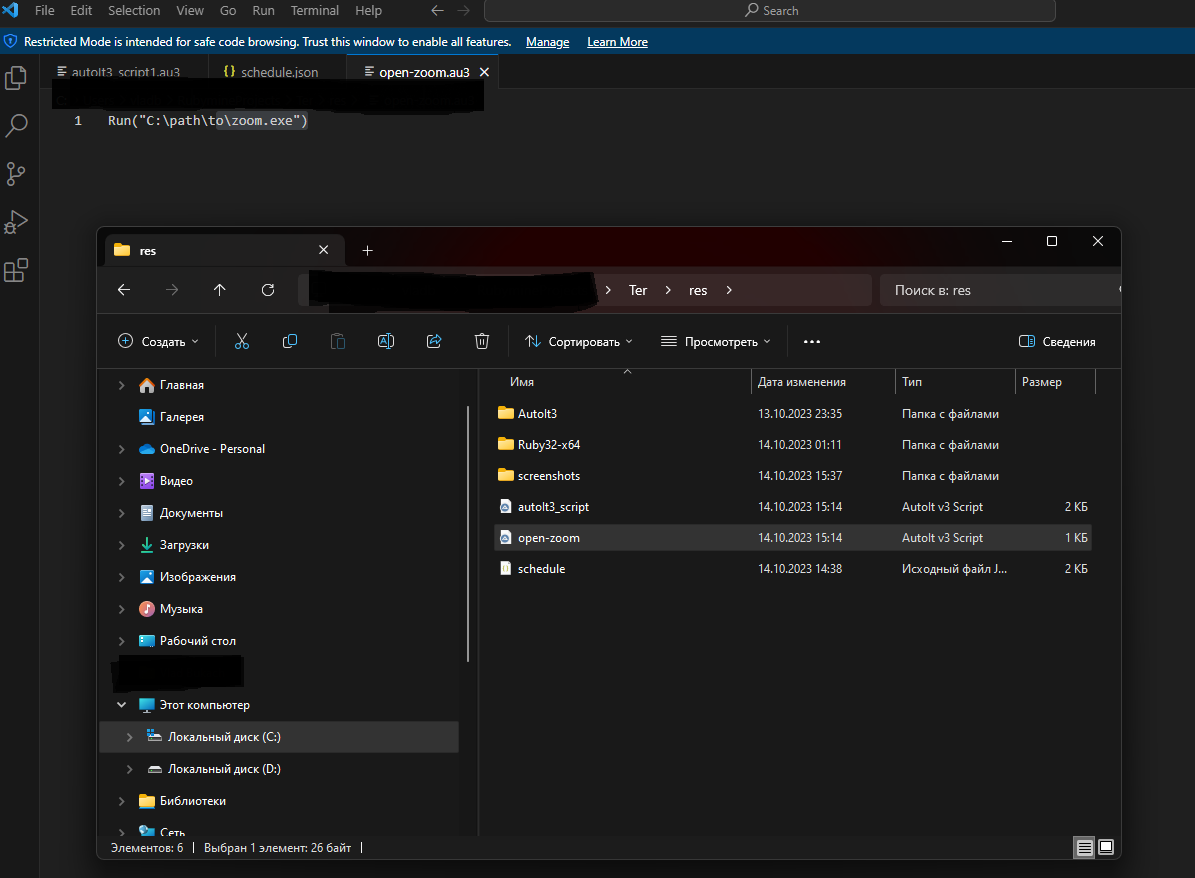 File Edit Selection View Go Run Terminal Help Search
Restricted Mode is intended for safe code browsing. Trust this window to enable all features. Manage Learn More
autoIt3_script1.au3 schedule.json open-zoom.au3
1 Run("C:\path\to\zoom.exe")
res
Ter res Поиск в: res
Создать Сортировать Просмотреть Сведения
Имя Дата изменения Тип Размер
Главная
Галерея
OneDrive - Personal
Видео
Документы
Загрузки
Изображения
Музыка
Рабочий стол
Этот компьютер
Локальный диск (C:)
Локальный диск (D:)
Библиотеки
Сеть
AutoIt3 13.10.2023 23:35 Папка с файлами
Ruby32-x64 14.10.2023 01:11 Папка с файлами
screenshots 14.10.2023 15:37 Папка с файлами
autoIt3_script 14.10.2023 15:14 AutoIt v3 Script 2 КБ
open-zoom 14.10.2023 15:14 AutoIt v3 Script 1 КБ
schedule 14.10.2023 14:38 Исходный файл J... 2 КБ
Элементов: 6 Выбран 1 элемент: 26 байт